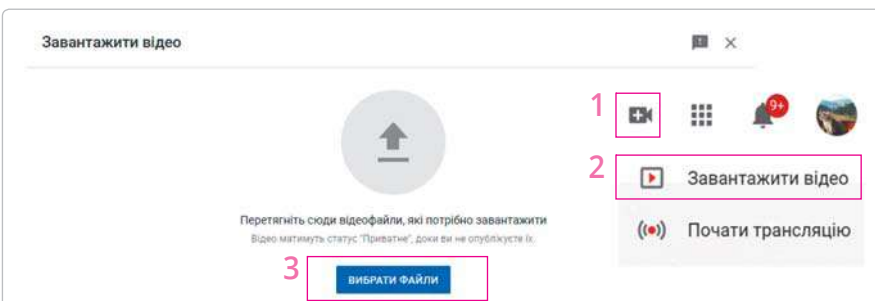 Завантажити відео
1
9+
2
Завантажити відео
Почати трансляцію
Перетягніть сюди відеофайли, які потрібно завантажити
Відео матимуть статус "Приватне", доки ви не опублікуєте їх.
3
ВИБРАТИ ФАЙЛИ